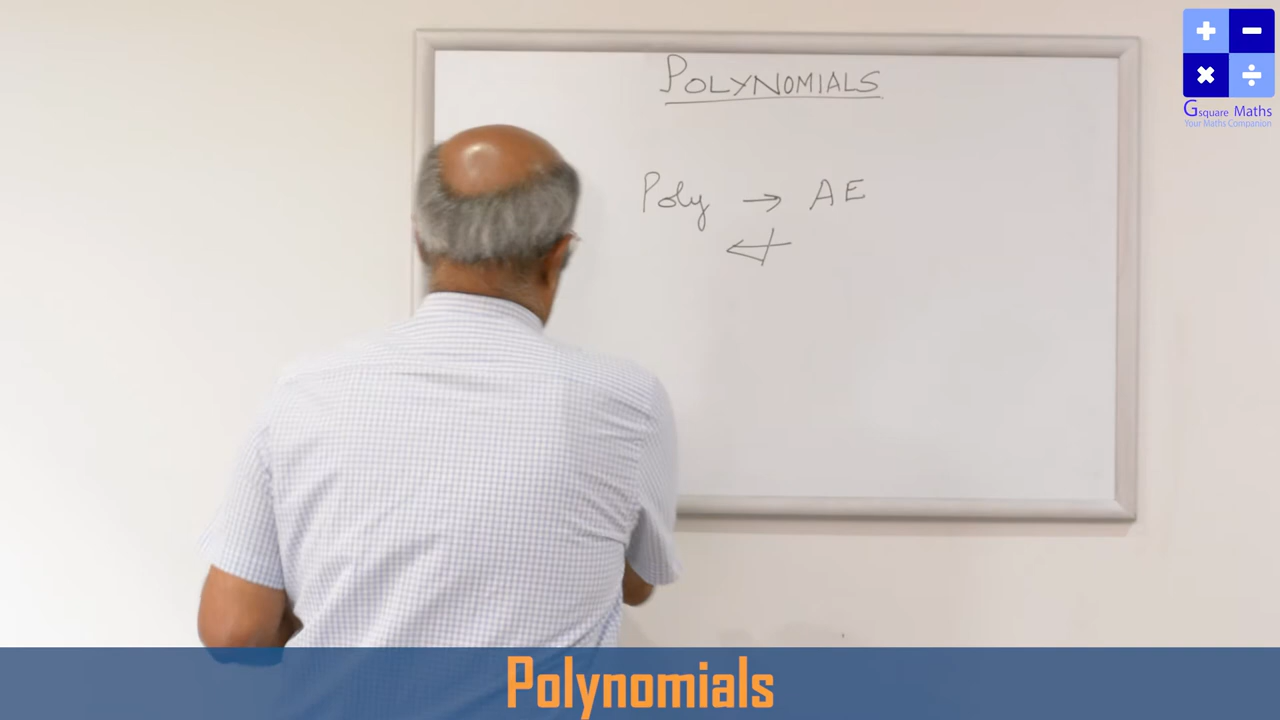 POLYNOMIALS
Poly → AE
Gsquare Maths
Your Maths Companion
Polynomials